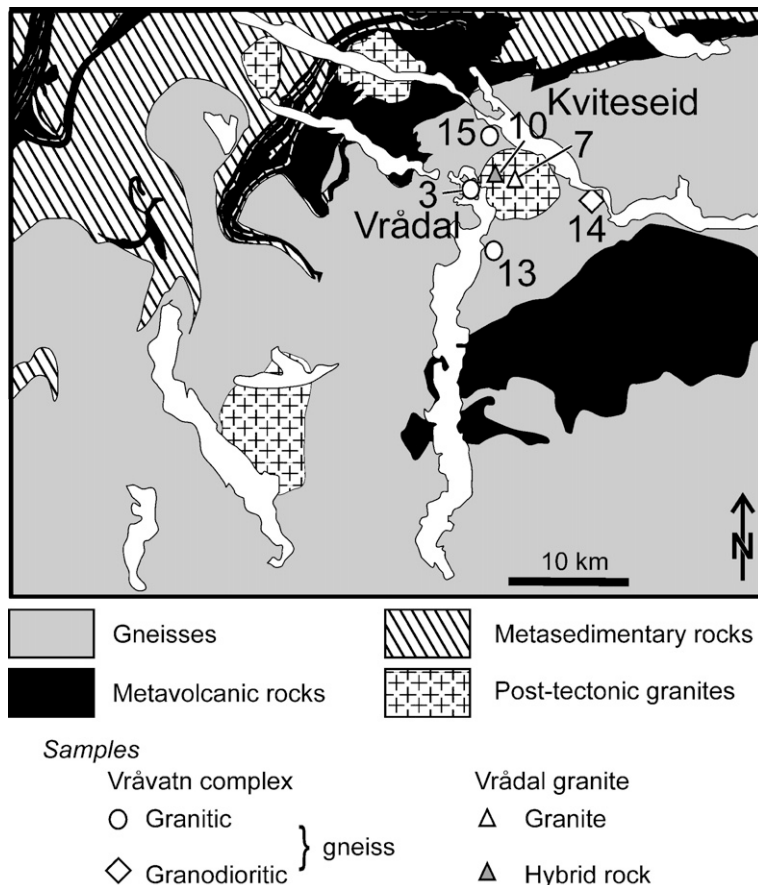 Kviteseid
15
10
7
3
Vrådal
14
13
10 km
N
Gneisses
Metasedimentary rocks
Metavolcanic rocks
Post-tectonic granites
Samples
Vråvatn complex
Vrådal granite
Granitic
} gneiss
Granite
Granodioritic
Hybrid rock